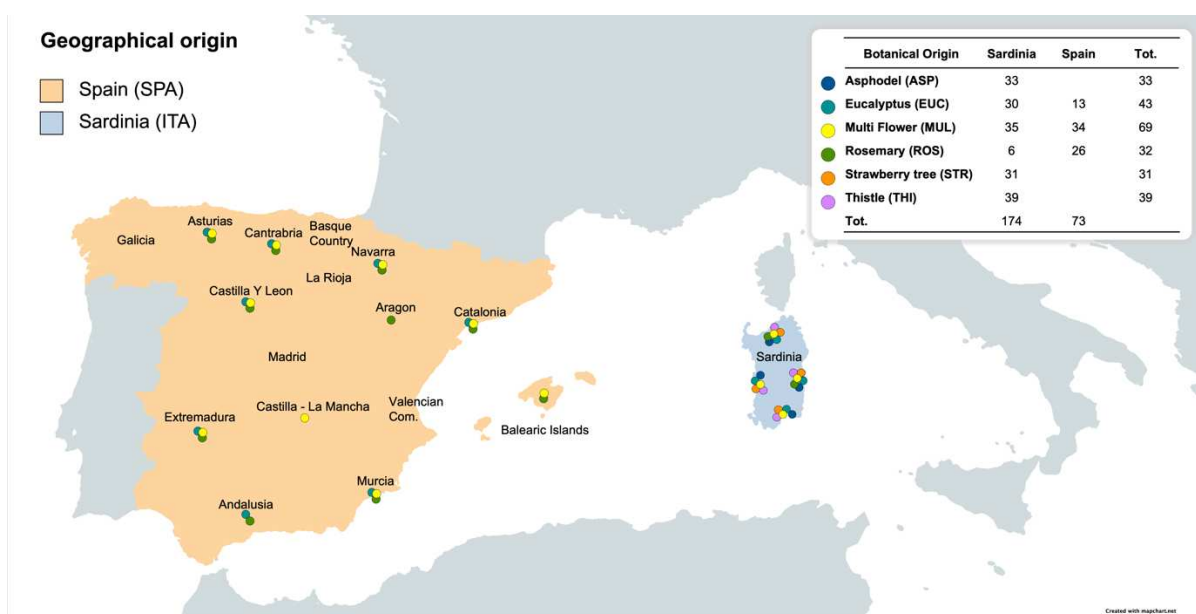 Geographical origin
Spain (SPA)
Sardinia (ITA)
Botanical Origin Sardinia Spain Tot.
Asphodel (ASP) 33 33
Eucalyptus (EUC) 30 13 43
Multi Flower (MUL) 35 34 69
Rosemary (ROS) 6 26 32
Strawberry tree (STR) 31 31
Thistle (THI) 39 39
Tot. 174 73
Asturias
Galicia
Cantrabria
Basque
Country
Navarra
La Rioja
Castilla Y Leon
Aragon
Catalonia
Madrid
Sardinia
Castilla - La Mancha
Valencian
Com.
Extremadura
Balearic Islands
Murcia
Andalusia
Created with mapchart.net